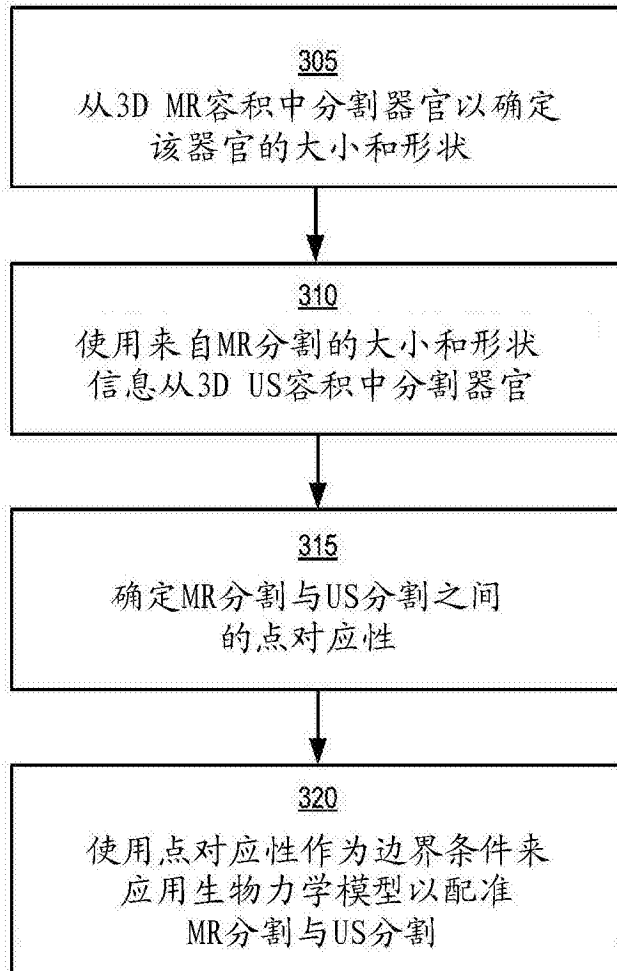 305
从3D MR容积中分割器官以确定
该器官的大小和形状
310
使用来自MR分割的大小和形状
信息从3D US容积中分割器官
315
确定MR分割与US分割之间
的点对应性
320
使用点对应性作为边界条件来
应用生物力学模型以配准
MR分割与US分割